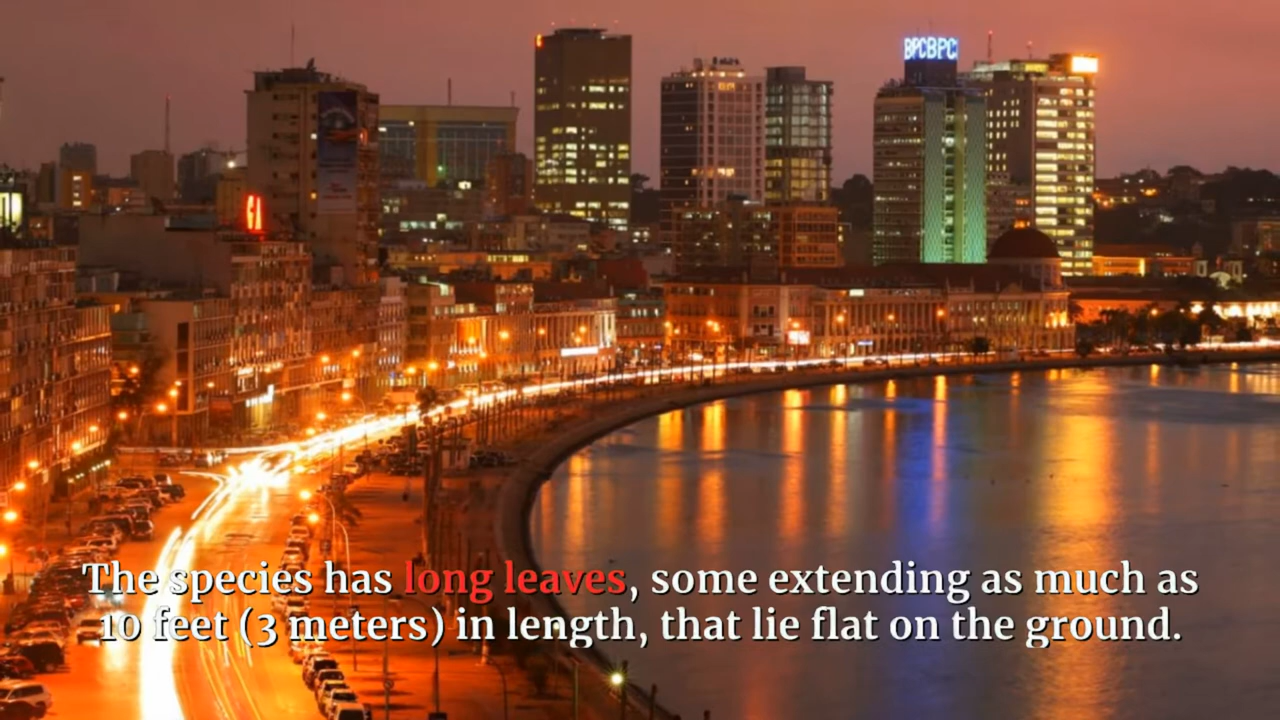 BPCBPC
The species has long leaves, some extending as much as
10 feet (3 meters) in length, that lie flat on the ground.